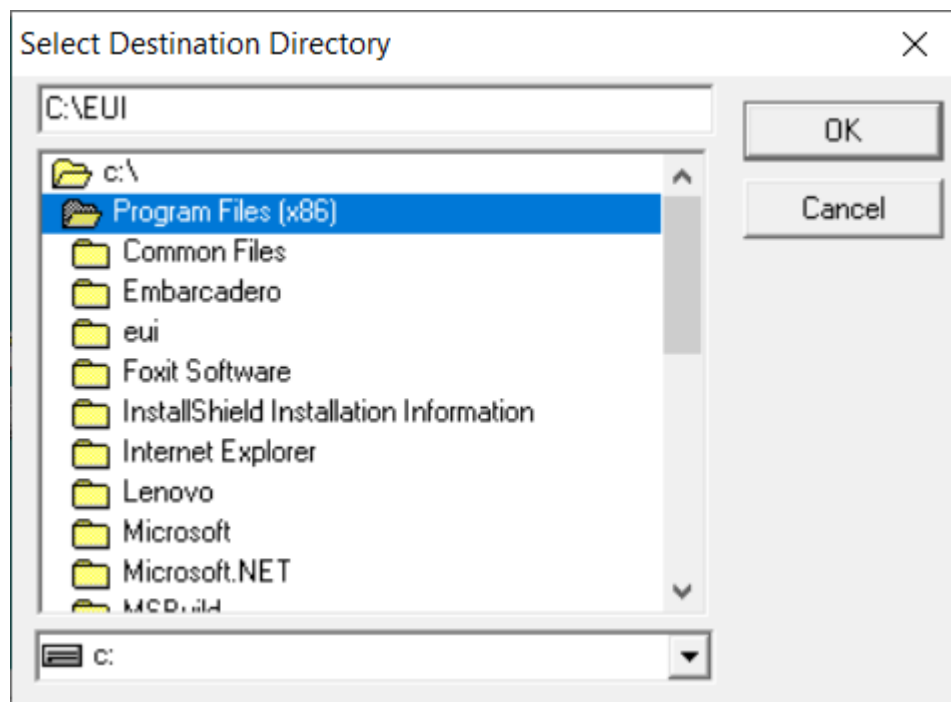 Select Destination Directory
C:\EUI
OK
c:\
Program Files (x86)
Cancel
Common Files
Embarcadero
eui
Foxit Software
InstallShield Installation Information
Internet Explorer
Lenovo
Microsoft
Microsoft.NET
MSBuild
c: